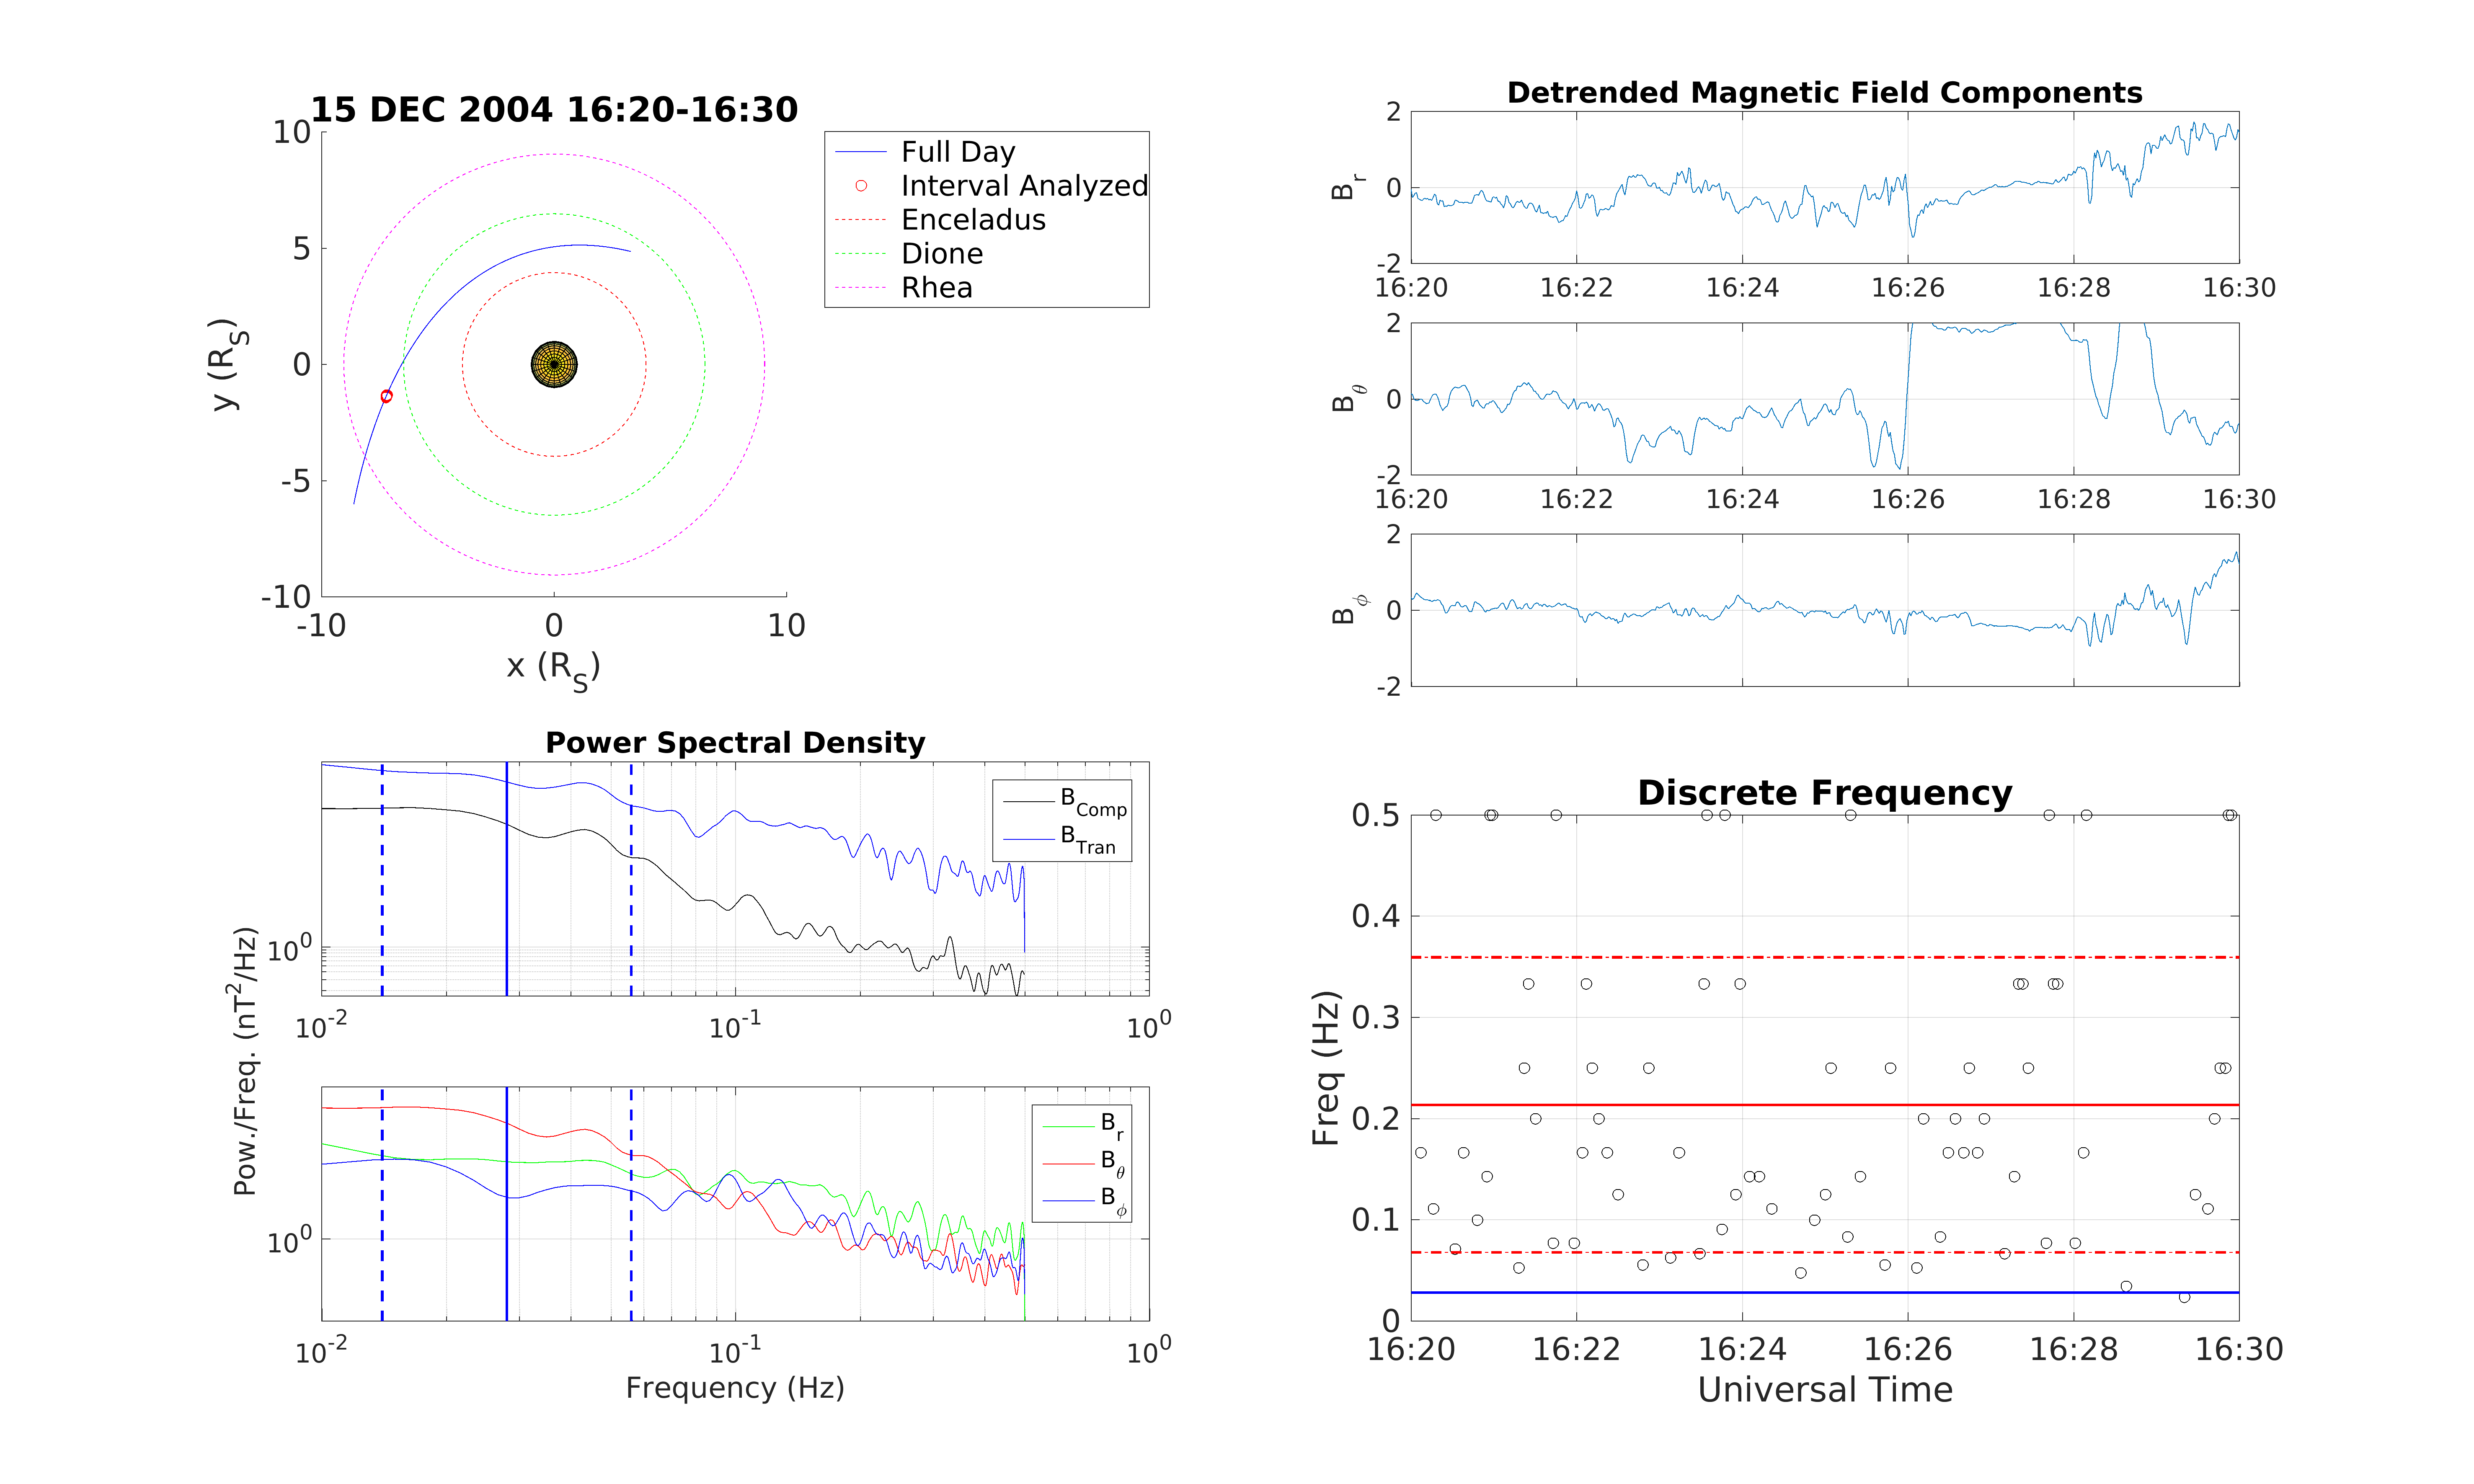 15 DEC 2004 16:20-16:30
10
5
0
-5
-10
-10
0
10
y (R_S)
x (R_S)
Full Day
Interval Analyzed
Enceladus
Dione
Rhea
Detrended Magnetic Field Components
2
0
-2
B_r
16:20
16:22
16:24
16:26
16:28
16:30
2
0
-2
B_θ
16:20
16:22
16:24
16:26
16:28
16:30
2
0
-2
B_ϕ
Power Spectral Density
B_Comp
B_Tran
10^0
10^-2
10^-1
10^0
Pow./Freq. (nT^2/Hz)
B_r
B_θ
B_ϕ
10^0
10^-2
10^-1
10^0
Frequency (Hz)
Discrete Frequency
0.5
0.4
0.3
0.2
0.1
0
Freq (Hz)
16:20
16:22
16:24
16:26
16:28
16:30
Universal Time